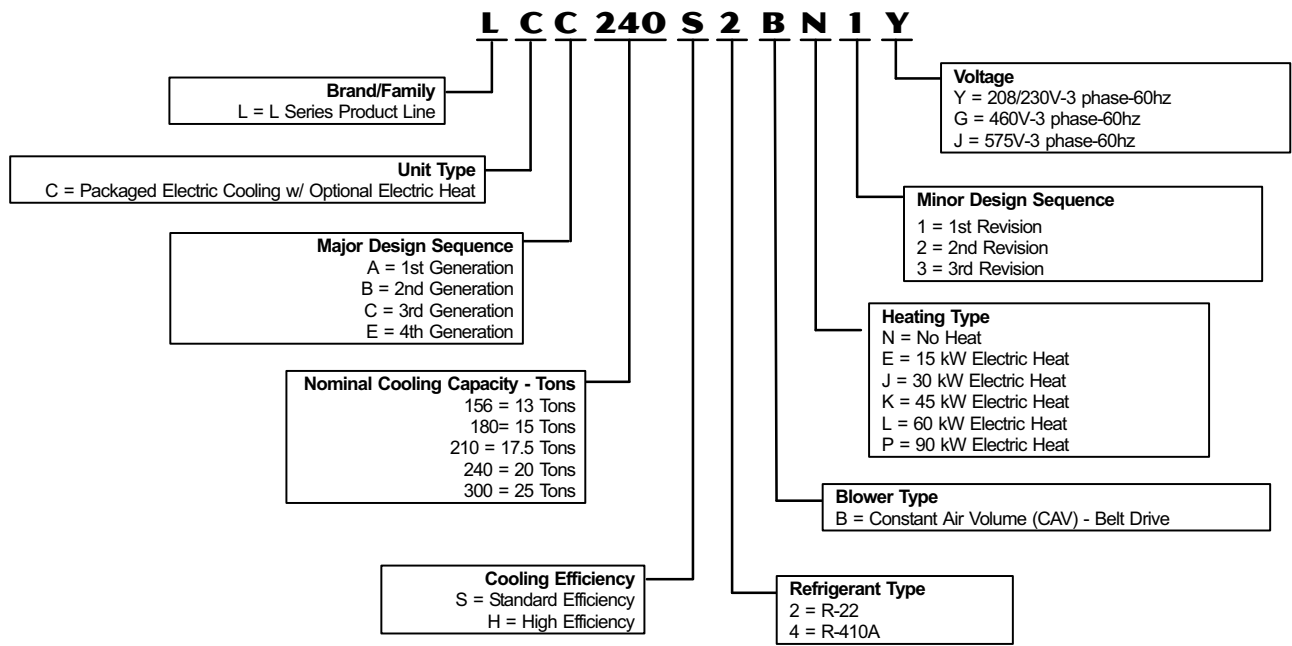 L C C 240 S 2 B N 1 Y
Brand/Family
L = L Series Product Line
Unit Type
C = Packaged Electric Cooling w/ Optional Electric Heat
Major Design Sequence
A = 1st Generation
B = 2nd Generation
C = 3rd Generation
E = 4th Generation
Nominal Cooling Capacity - Tons
156 = 13 Tons
180= 15 Tons
210 = 17.5 Tons
240 = 20 Tons
300 = 25 Tons
Cooling Efficiency
S = Standard Efficiency
H = High Efficiency
Voltage
Y = 208/230V-3 phase-60hz
G = 460V-3 phase-60hz
J = 575V-3 phase-60hz
Minor Design Sequence
1 = 1st Revision
2 = 2nd Revision
3 = 3rd Revision
Heating Type
N = No Heat
E = 15 kW Electric Heat
J = 30 kW Electric Heat
K = 45 kW Electric Heat
L = 60 kW Electric Heat
P = 90 kW Electric Heat
Blower Type
B = Constant Air Volume (CAV) - Belt Drive
Refrigerant Type
2 = R-22
4 = R-410A